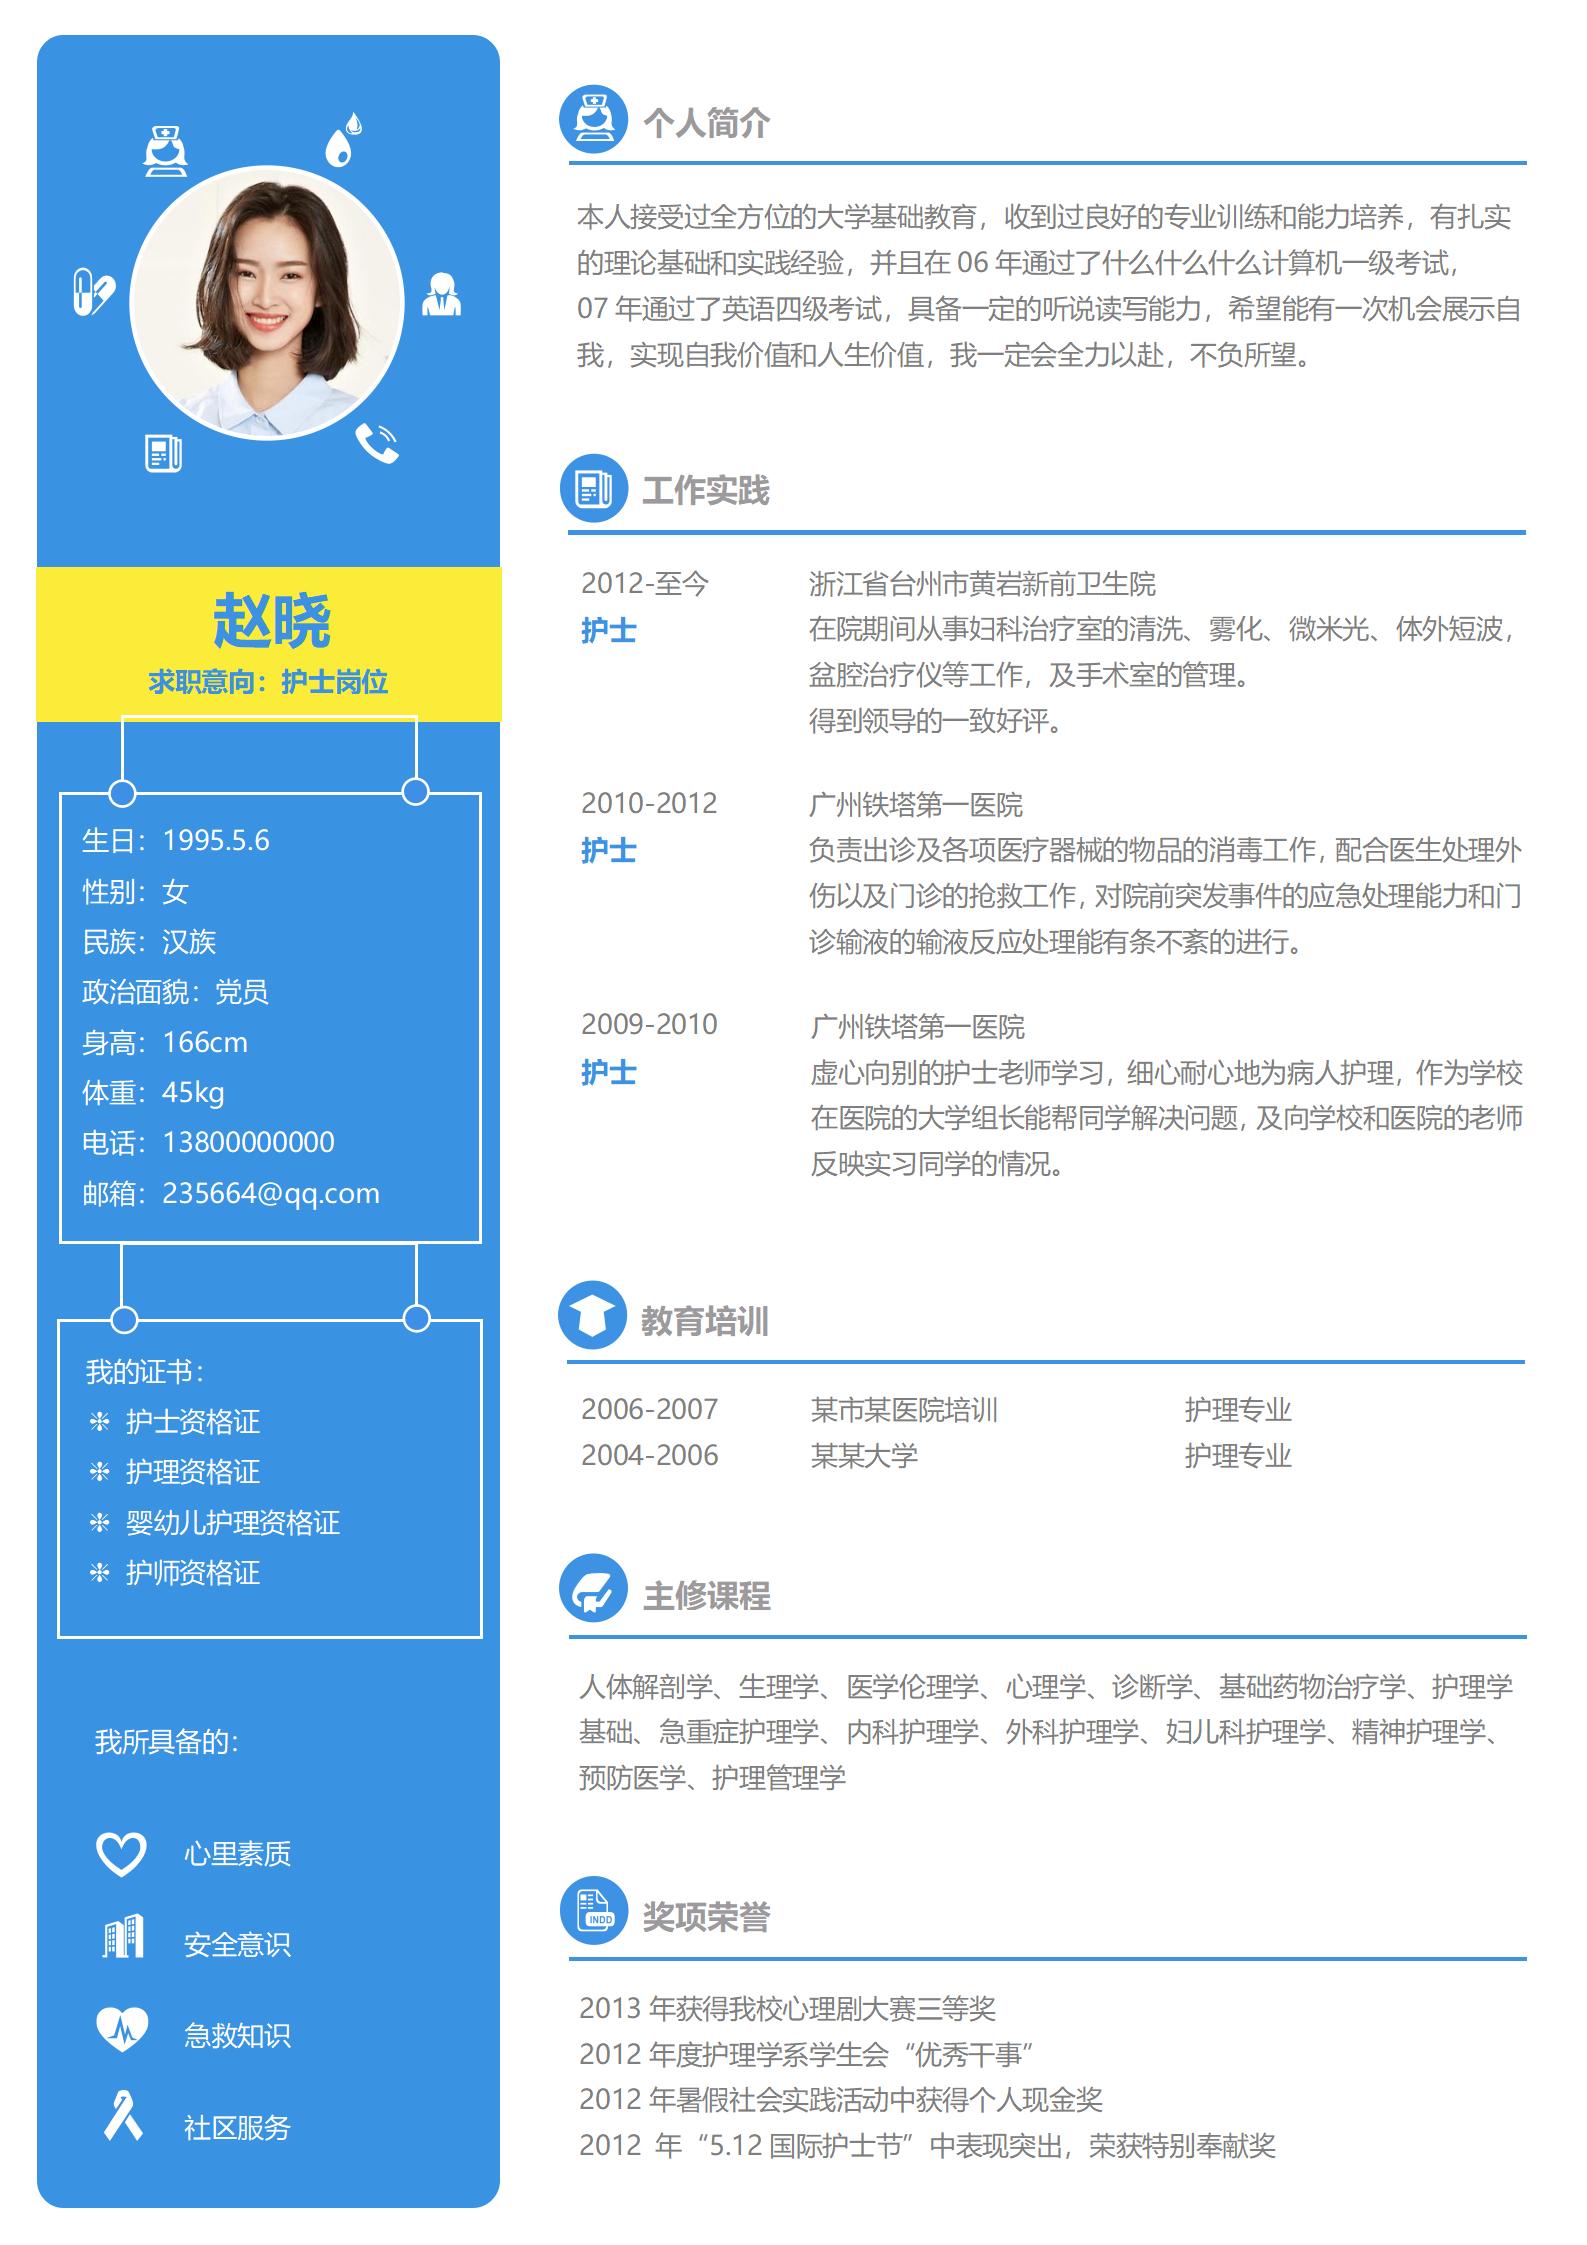 赵晓
求职意向：护士岗位
生日：1995.5.6
性别：女
民族：汉族
政治面貌：党员
身高：166cm
体重：45kg
电话：13800000000
邮箱：235664@qq.com
我的证书：
❉ 护士资格证
❉ 护理资格证
❉ 婴幼儿护理资格证
❉ 护师资格证
我所具备的：
心里素质
安全意识
急救知识
社区服务
个人简介
本人接受过全方位的大学基础教育，收到过良好的专业训练和能力培养，有扎实
的理论基础和实践经验，并且在 06 年通过了什么什么什么计算机一级考试，
07 年通过了英语四级考试，具备一定的听说读写能力，希望能有一次机会展示自
我，实现自我价值和人生价值，我一定会全力以赴，不负所望。
工作实践
2012-至今 浙江省台州市黄岩新前卫生院
护士 在院期间从事妇科治疗室的清洗、雾化、微米光、体外短波，
盆腔治疗仪等工作，及手术室的管理。
得到领导的一致好评。
2010-2012 广州铁塔第一医院
护士 负责出诊及各项医疗器械的物品的消毒工作，配合医生处理外
伤以及门诊的抢救工作，对院前突发事件的应急处理能力和门
诊输液的输液反应处理能有条不紊的进行。
2009-2010 广州铁塔第一医院
护士 虚心向别的护士老师学习，细心耐心地为病人护理，作为学校
在医院的大学组长能帮同学解决问题，及向学校和医院的老师
反映实习同学的情况。
教育培训
2006-2007 某市某医院培训 护理专业
2004-2006 某某大学 护理专业
主修课程
人体解剖学、生理学、医学伦理学、心理学、诊断学、基础药物治疗学、护理学
基础、急重症护理学、内科护理学、外科护理学、妇儿科护理学、精神护理学、
预防医学、护理管理学
INDD
奖项荣誉
2013 年获得我校心理剧大赛三等奖
2012 年度护理学系学生会“优秀干事”
2012 年暑假社会实践活动中获得个人现金奖
2012 年“5.12 国际护士节”中表现突出，荣获特别奉献奖